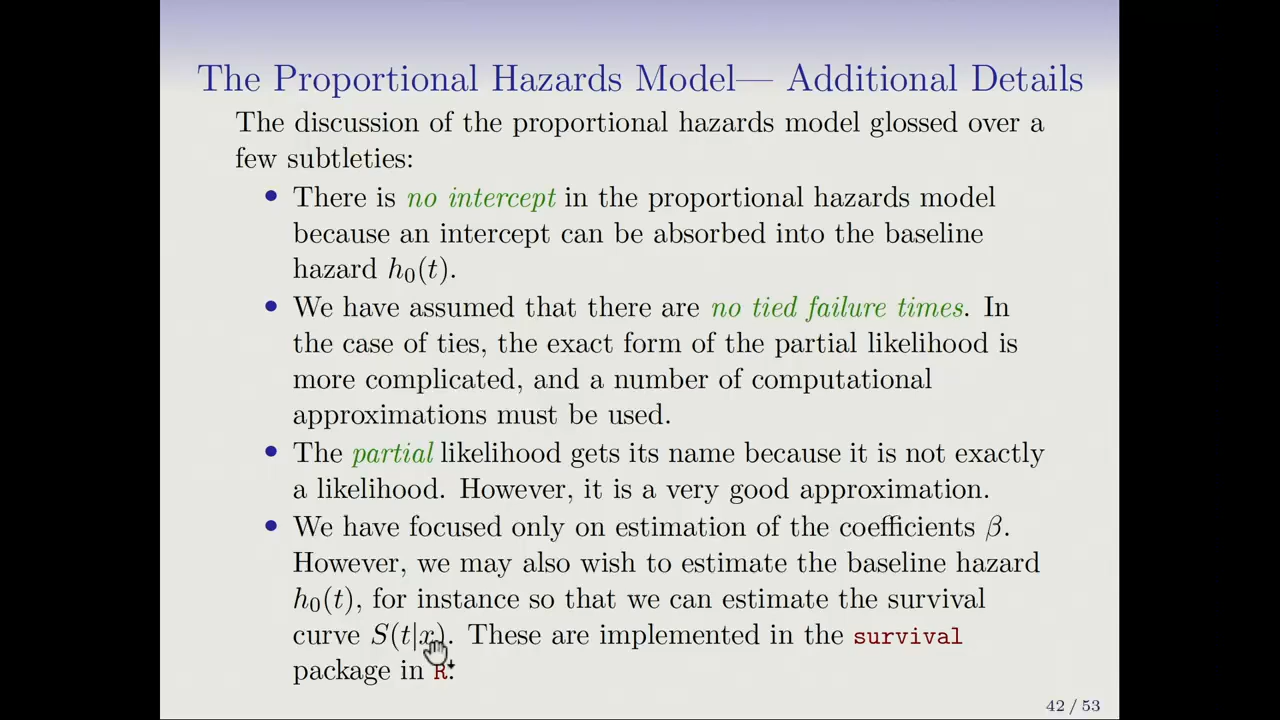 The Proportional Hazards Model— Additional Details
The discussion of the proportional hazards model glossed over a
few subtleties:
• There is no intercept in the proportional hazards model
because an intercept can be absorbed into the baseline
hazard h₀(t).
• We have assumed that there are no tied failure times. In
the case of ties, the exact form of the partial likelihood is
more complicated, and a number of computational
approximations must be used.
• The partial likelihood gets its name because it is not exactly
a likelihood. However, it is a very good approximation.
• We have focused only on estimation of the coefficients β.
However, we may also wish to estimate the baseline hazard
h₀(t), for instance so that we can estimate the survival
curve S(t|x). These are implemented in the survival
package in R.
42 / 53